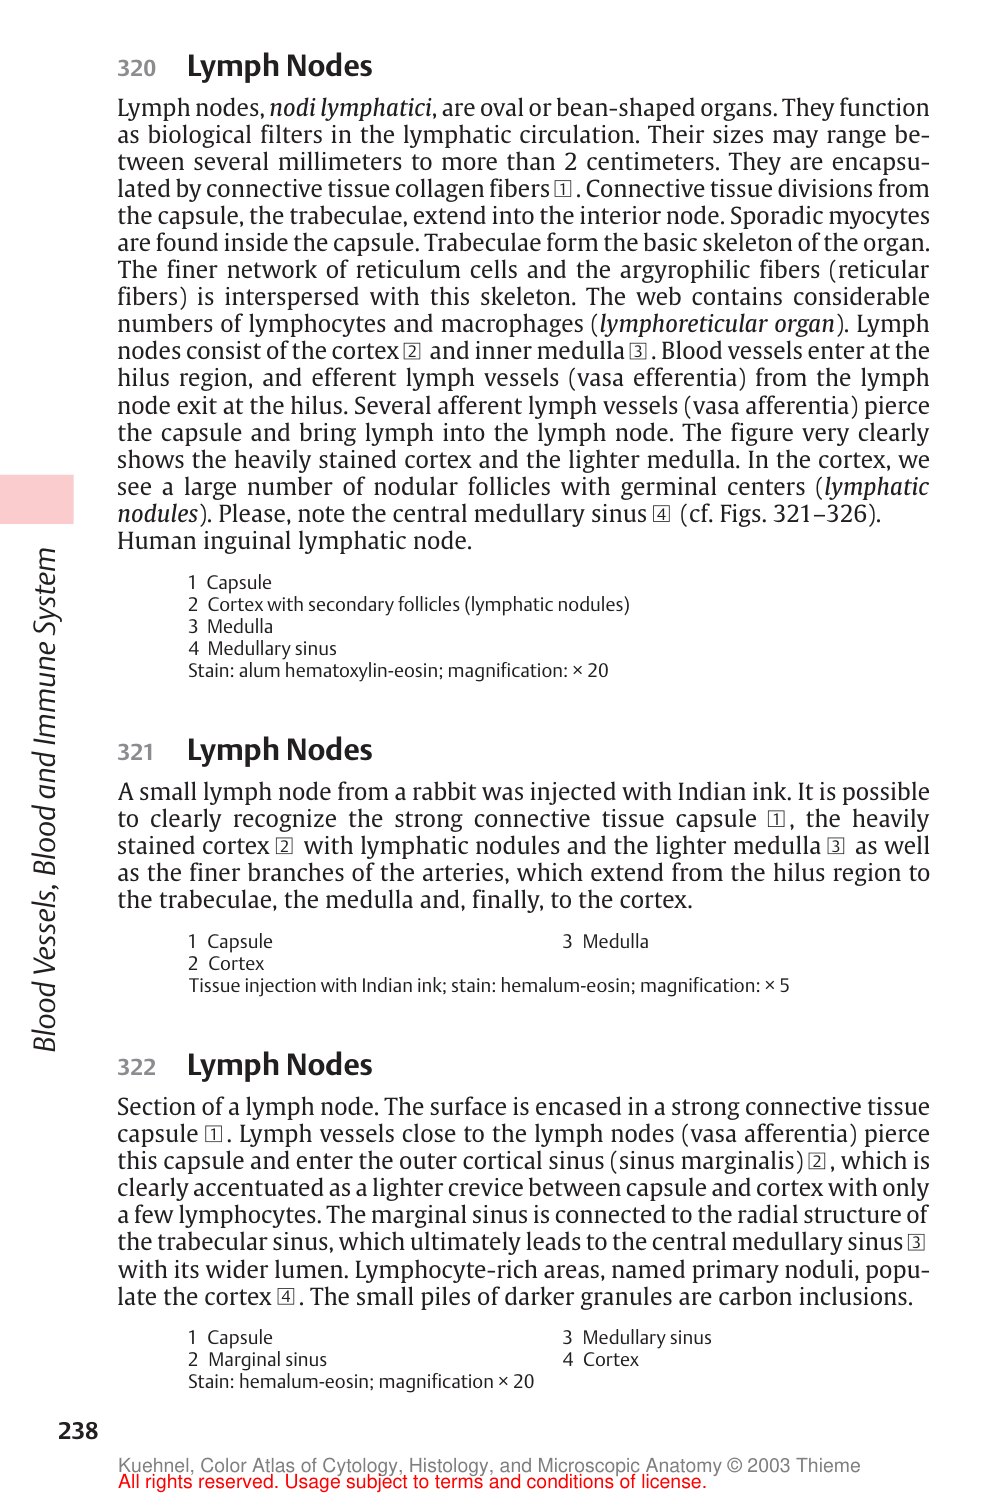 320 Lymph Nodes
Lymph nodes, nodi lymphatici, are oval or bean-shaped organs. They function
as biological filters in the lymphatic circulation. Their sizes may range be-
tween several millimeters to more than 2 centimeters. They are encapsu-
lated by connective tissue collagen fibers 1. Connective tissue divisions from
the capsule, the trabeculae, extend into the interior node. Sporadic myocytes
are found inside the capsule. Trabeculae form the basic skeleton of the organ.
The finer network of reticulum cells and the argyrophilic fibers (reticular
fibers) is interspersed with this skeleton. The web contains considerable
numbers of lymphocytes and macrophages (lymphoreticular organ). Lymph
nodes consist of the cortex 2 and inner medulla 3. Blood vessels enter at the
hilus region, and efferent lymph vessels (vasa efferentia) from the lymph
node exit at the hilus. Several afferent lymph vessels (vasa afferentia) pierce
the capsule and bring lymph into the lymph node. The figure very clearly
shows the heavily stained cortex and the lighter medulla. In the cortex, we
see a large number of nodular follicles with germinal centers (lymphatic
nodules). Please, note the central medullary sinus 4 (cf. Figs. 321–326).
Human inguinal lymphatic node.
1 Capsule
2 Cortex with secondary follicles (lymphatic nodules)
3 Medulla
4 Medullary sinus
Stain: alum hematoxylin-eosin; magnification: × 20
321 Lymph Nodes
A small lymph node from a rabbit was injected with Indian ink. It is possible
to clearly recognize the strong connective tissue capsule 1, the heavily
stained cortex 2 with lymphatic nodules and the lighter medulla 3 as well
as the finer branches of the arteries, which extend from the hilus region to
the trabeculae, the medulla and, finally, to the cortex.
1 Capsule 3 Medulla
2 Cortex
Tissue injection with Indian ink; stain: hemalum-eosin; magnification: × 5
322 Lymph Nodes
Section of a lymph node. The surface is encased in a strong connective tissue
capsule 1. Lymph vessels close to the lymph nodes (vasa afferentia) pierce
this capsule and enter the outer cortical sinus (sinus marginalis) 2, which is
clearly accentuated as a lighter crevice between capsule and cortex with only
a few lymphocytes. The marginal sinus is connected to the radial structure of
the trabecular sinus, which ultimately leads to the central medullary sinus 3
with its wider lumen. Lymphocyte-rich areas, named primary noduli, popu-
late the cortex 4. The small piles of darker granules are carbon inclusions.
1 Capsule 3 Medullary sinus
2 Marginal sinus 4 Cortex
Stain: hemalum-eosin; magnification × 20
Blood Vessels, Blood and Immune System
238
Kuehnel, Color Atlas of Cytology, Histology, and Microscopic Anatomy © 2003 Thieme
All rights reserved. Usage subject to terms and conditions of license.